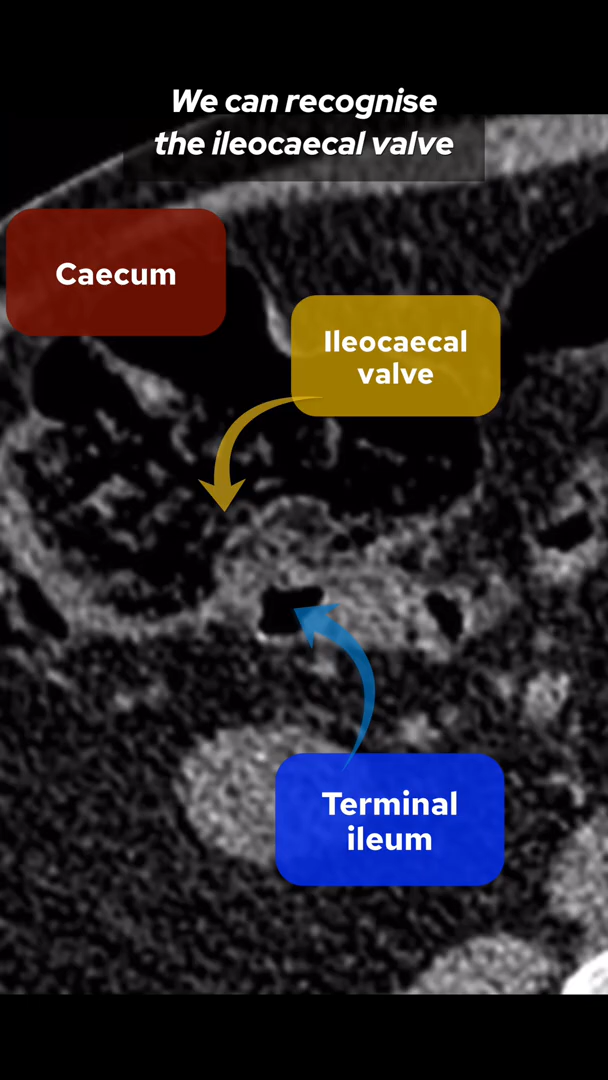 We can recognise
the ileocaecal valve
Caecum
Ileocaecal
valve
Terminal
ileum